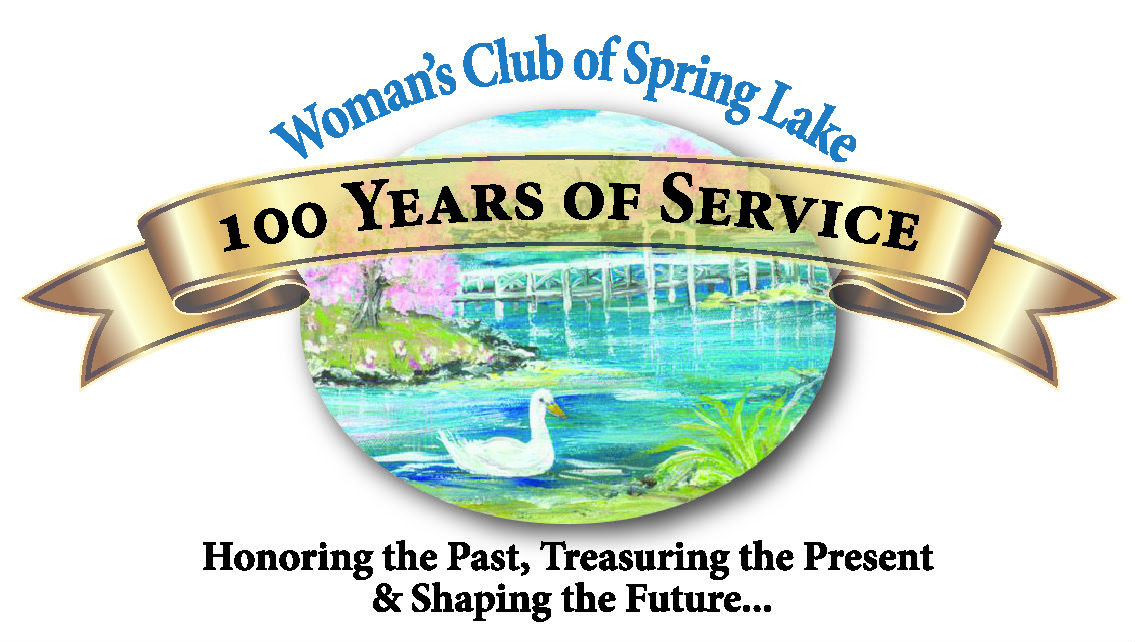 Woman's Club of Spring Lake
100 Years of Service
Honoring the Past, Treasuring the Present
& Shaping the Future...